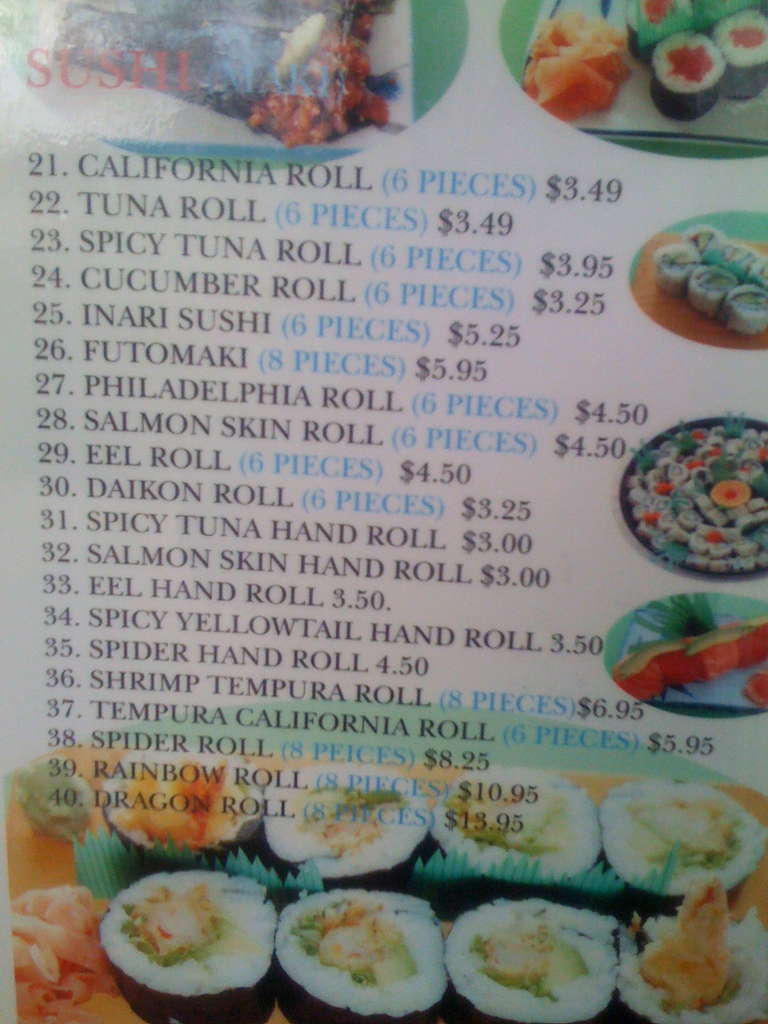 SUSHI MAKI
21. CALIFORNIA ROLL (6 PIECES) $3.49
22. TUNA ROLL (6 PIECES) $3.49
23. SPICY TUNA ROLL (6 PIECES) $3.95
24. CUCUMBER ROLL (6 PIECES) $3.25
25. INARI SUSHI (6 PIECES) $5.25
26. FUTOMAKI (8 PIECES) $5.95
27. PHILADELPHIA ROLL (6 PIECES) $4.50
28. SALMON SKIN ROLL (6 PIECES) $4.50
29. EEL ROLL (6 PIECES) $4.50
30. DAIKON ROLL (6 PIECES) $3.25
31. SPICY TUNA HAND ROLL $3.00
32. SALMON SKIN HAND ROLL $3.00
33. EEL HAND ROLL 3.50.
34. SPICY YELLOWTAIL HAND ROLL 3.50
35. SPIDER HAND ROLL 4.50
36. SHRIMP TEMPURA ROLL (8 PIECES)$6.95
37. TEMPURA CALIFORNIA ROLL (6 PIECES) $5.95
38. SPIDER ROLL (8 PEICES) $8.25
39. RAINBOW ROLL (8 PIECES) $10.95
40. DRAGON ROLL (8 PIECES) $13.95